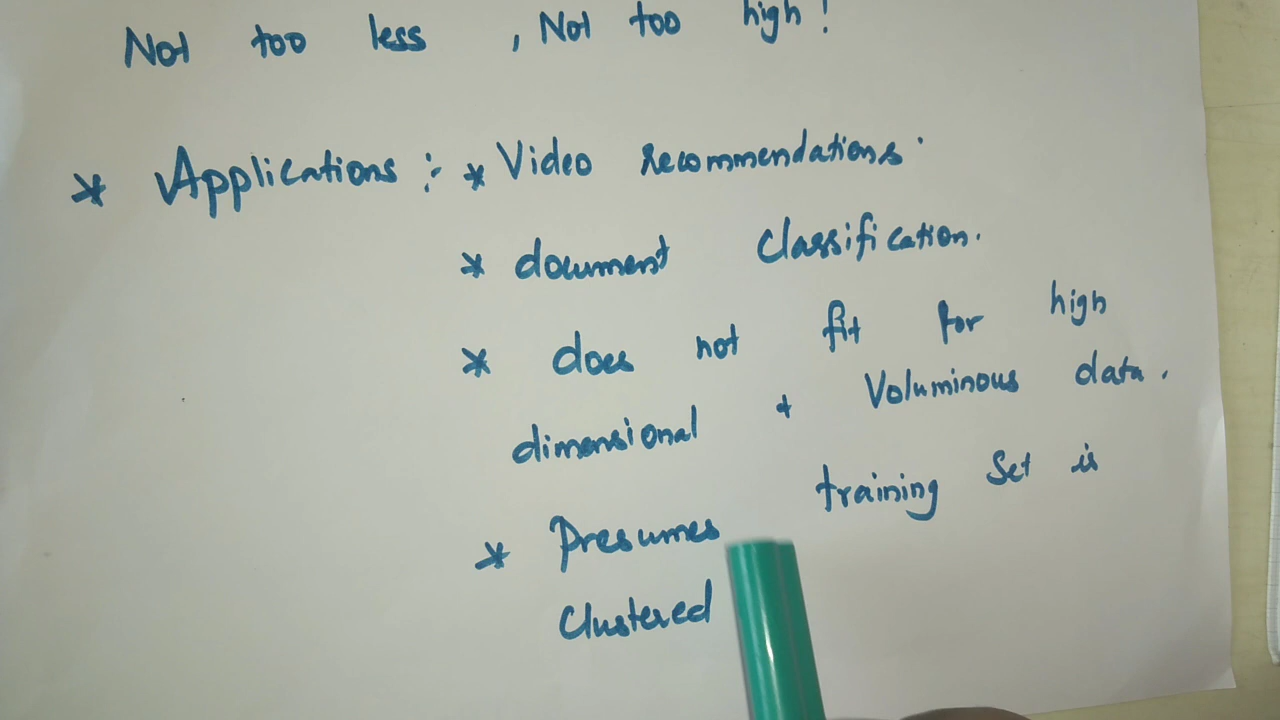 Not too less , Not too high !
* Applications :- * Video recommendations.
* document classification.
* does not fit for high
dimensional + Voluminous data.
* Presumes training set is
Clustered